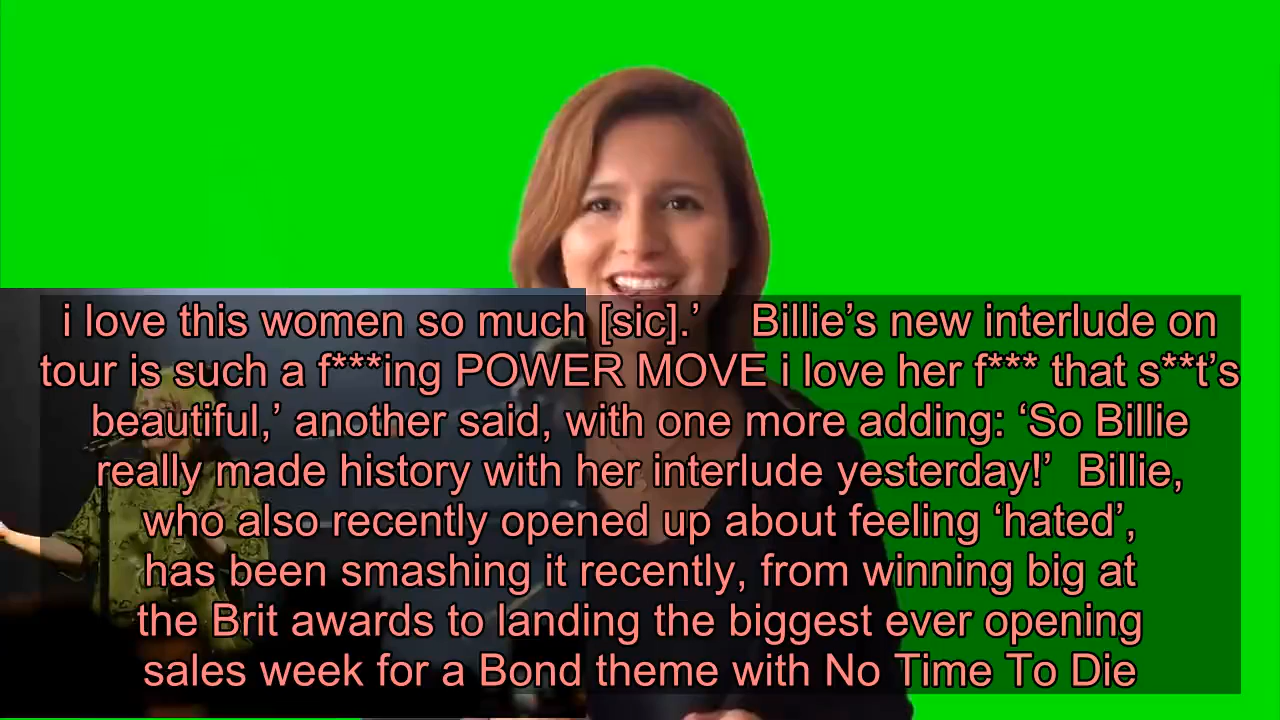 i love this women so much [sic].’ Billie’s new interlude on
tour is such a f***ing POWER MOVE i love her f*** that s**t’s
beautiful,’ another said, with one more adding: ‘So Billie
really made history with her interlude yesterday!’ Billie,
who also recently opened up about feeling ‘hated’,
has been smashing it recently, from winning big at
the Brit awards to landing the biggest ever opening
sales week for a Bond theme with No Time To Die